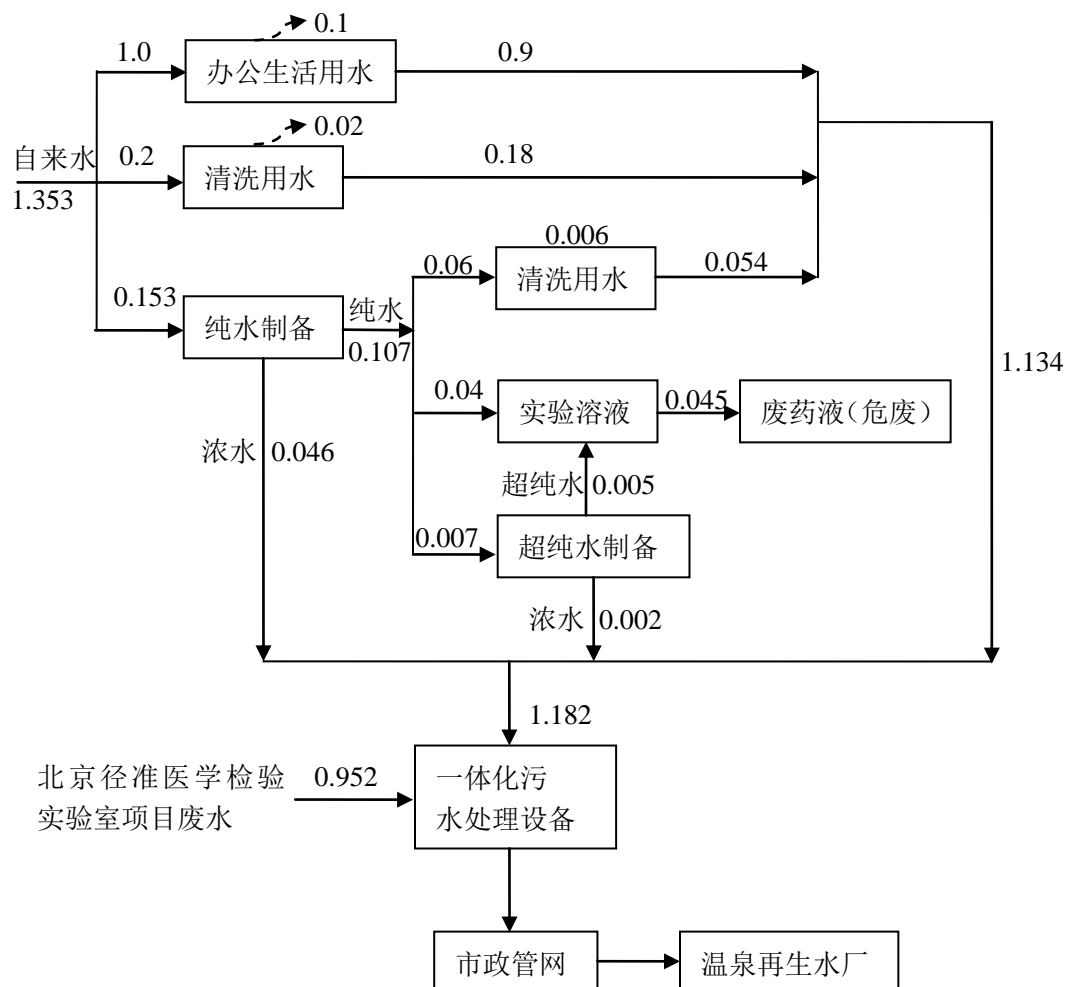 0.1
1.0
0.9
办公生活用水
0.02
自来水
0.2
0.18
清洗用水
1.353
0.006
0.06
清洗用水
0.054
0.153
纯水
纯水制备
0.107
1.134
0.04
实验溶液
0.045
废药液（危废）
浓水
0.046
超纯水
0.005
0.007
超纯水制备
浓水
0.002
1.182
北京径准医学检验
实验室项目废水
0.952
一体化污
水处理设备
市政管网
温泉再生水厂